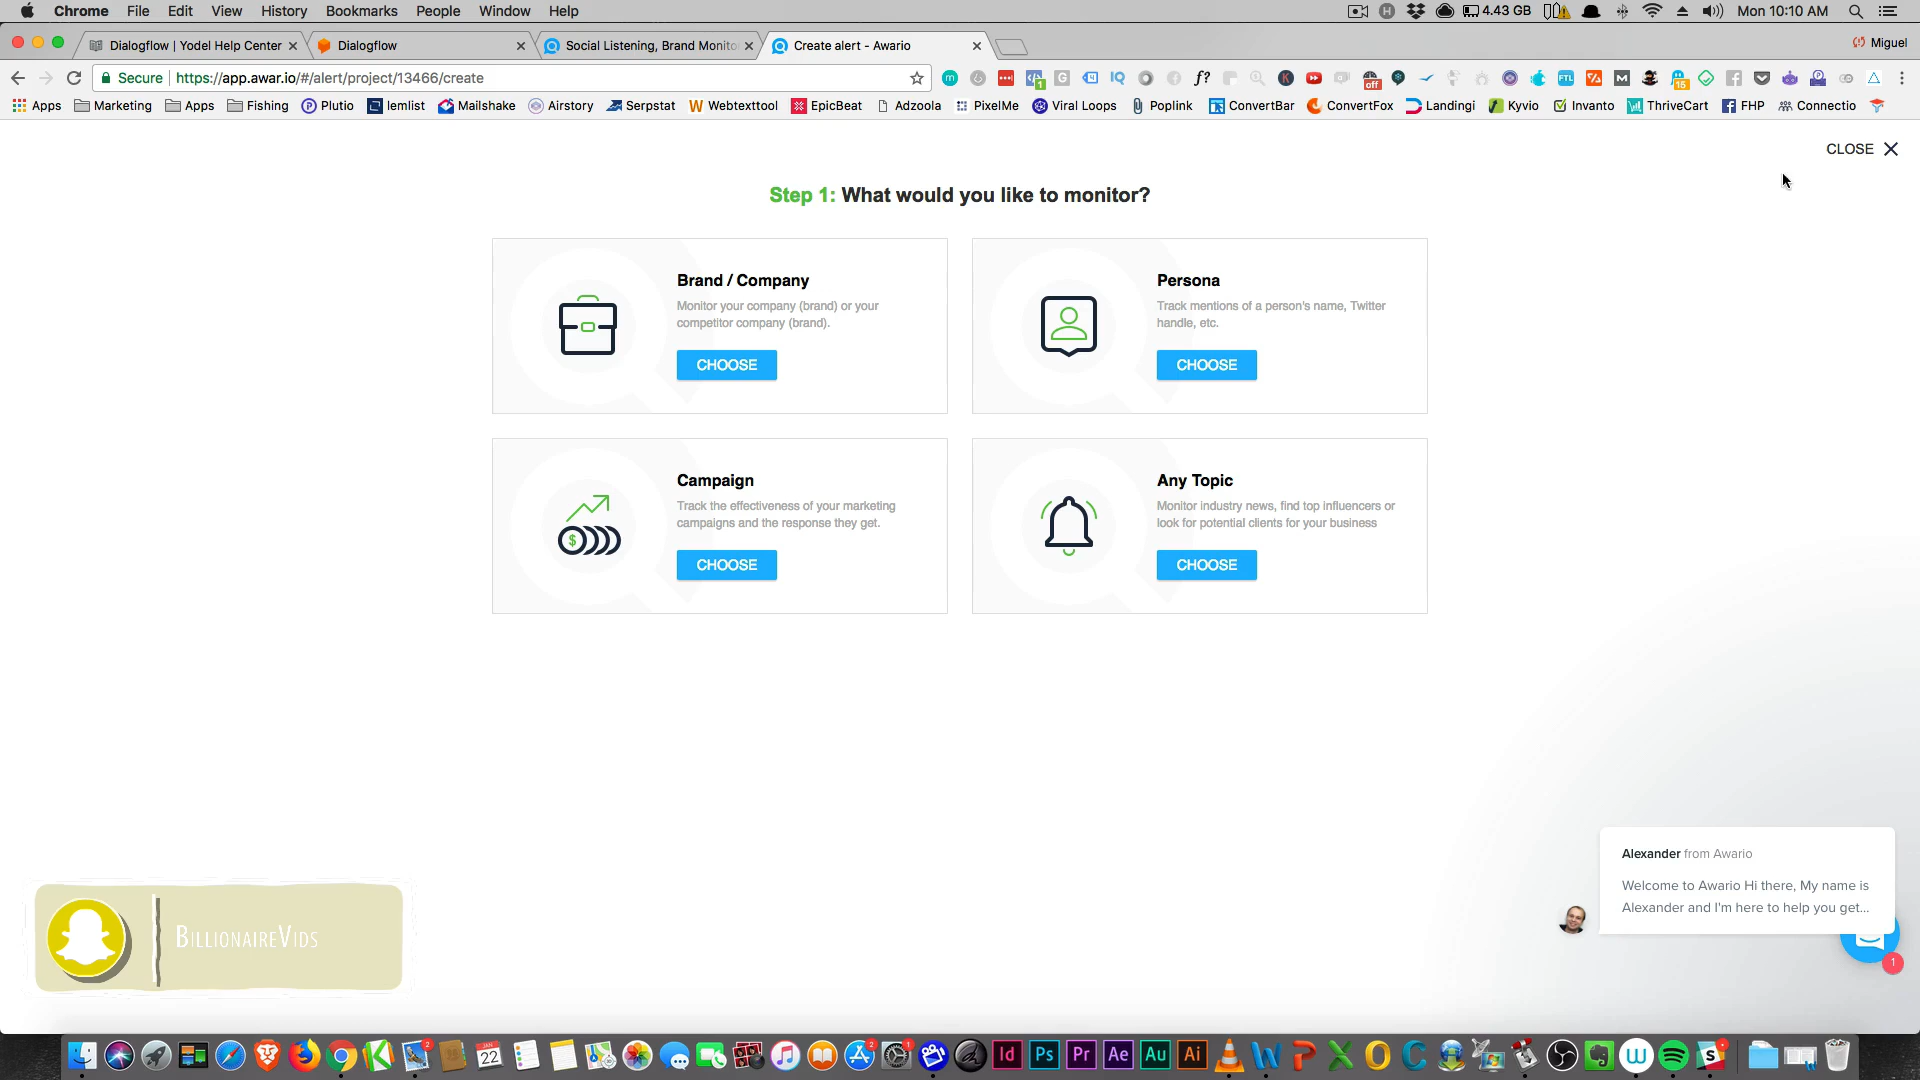 Chrome File Edit View History Bookmarks People Window Help 4.43 GB Mon 10:10 AM
Dialogflow | Yodel Help Center Dialogflow Social Listening, Brand Monito Create alert - Awario Miguel
Secure https://app.awar.io/#/alert/project/13466/create
Apps Marketing Apps Fishing Plutio lemlist Mailshake Airstory Serpstat Webtexttool EpicBeat Adzoola PixelMe Viral Loops Poplink ConvertBar ConvertFox Landingi Kyvio Invanto ThriveCart FHP Connectio
CLOSE
Step 1: What would you like to monitor?
Brand / Company
Monitor your company (brand) or your
competitor company (brand).
CHOOSE
Persona
Track mentions of a person's name, Twitter
handle, etc.
CHOOSE
Campaign
Track the effectiveness of your marketing
campaigns and the response they get.
CHOOSE
Any Topic
Monitor industry news, find top influencers or
look for potential clients for your business
CHOOSE
Alexander from Awario
Welcome to Awario Hi there, My name is
Alexander and I'm here to help you get...
1
BILLIONAIREVIDS
JAN
22
Id Ps Pr Ae Au Ai